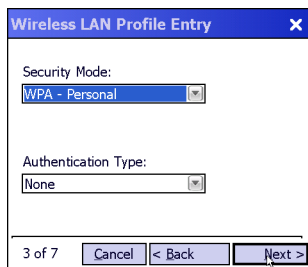 Wireless LAN Profile Entry
Security Mode:
WPA - Personal
Authentication Type:
None
3 of 7 Cancel < Back Next >